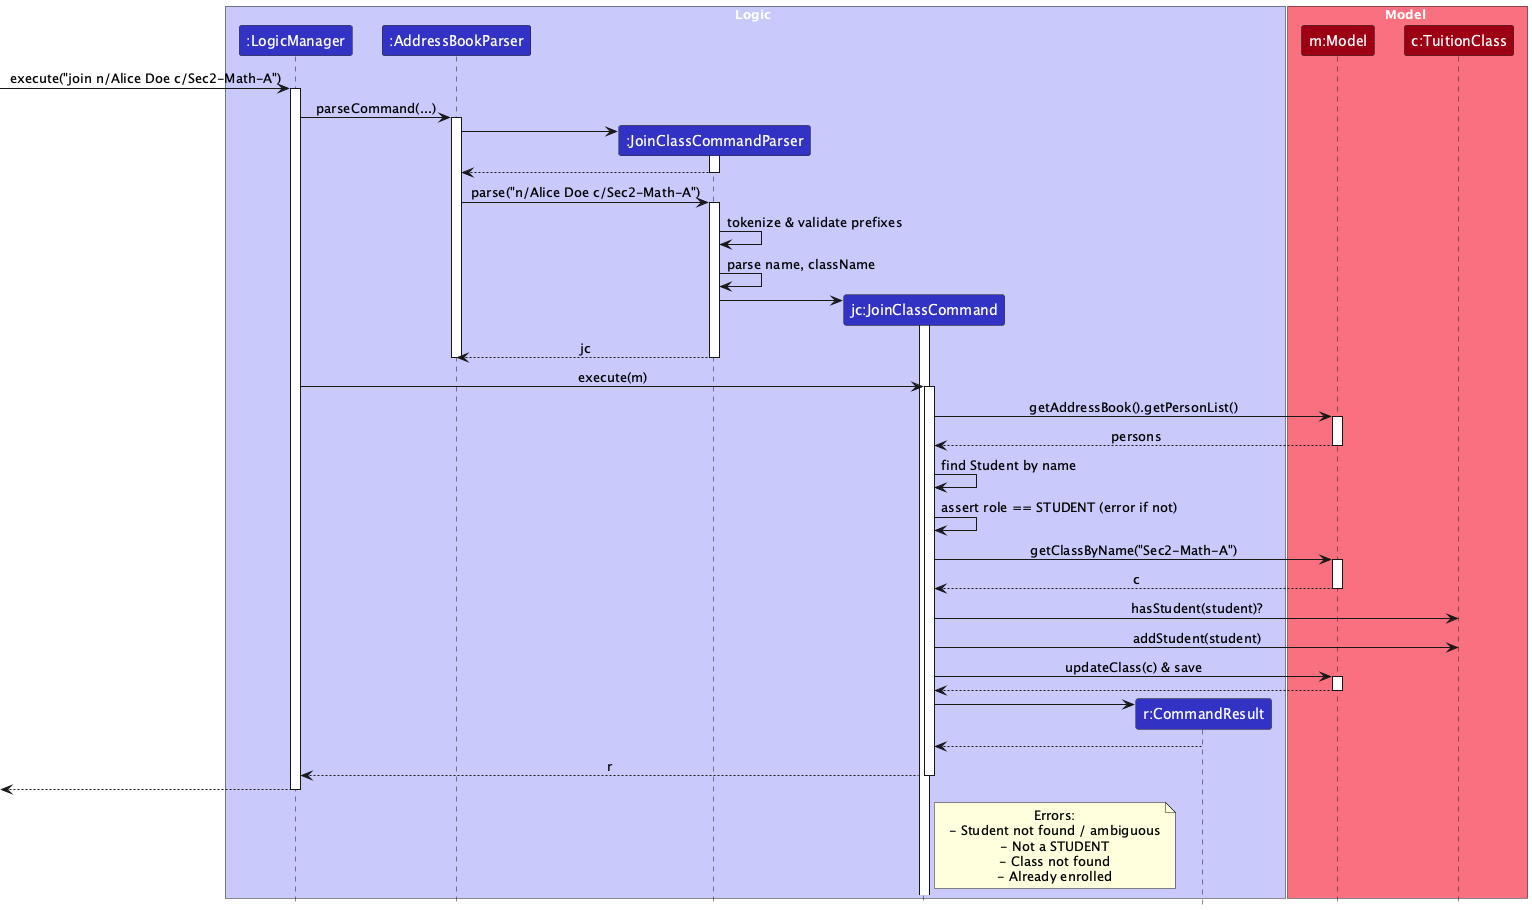 Logic
Model
:LogicManager
:AddressBookParser
m:Model
c:TuitionClass
execute("join n/Alice Doe c/Sec2-Math-A")
parseCommand(...)
:JoinClassCommandParser
parse("n/Alice Doe c/Sec2-Math-A")
tokenize & validate prefixes
parse name, className
jc:JoinClassCommand
jc
execute(m)
getAddressBook().getPersonList()
persons
find Student by name
assert role == STUDENT (error if not)
getClassByName("Sec2-Math-A")
c
hasStudent(student)?
addStudent(student)
updateClass(c) & save
r:CommandResult
r
Errors:
- Student not found / ambiguous
- Not a STUDENT
- Class not found
- Already enrolled